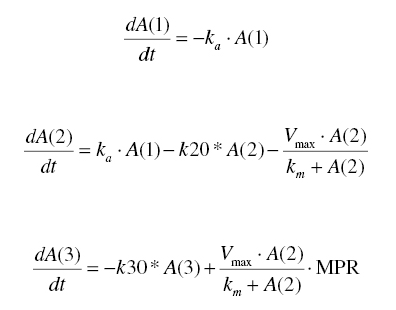 dA(1)/dt = −k_a · A(1)
dA(2)/dt = k_a · A(1) − k20 * A(2) − V_max · A(2)/k_m + A(2)
dA(3)/dt = −k30 * A(3) + V_max · A(2)/k_m + A(2) · MPR